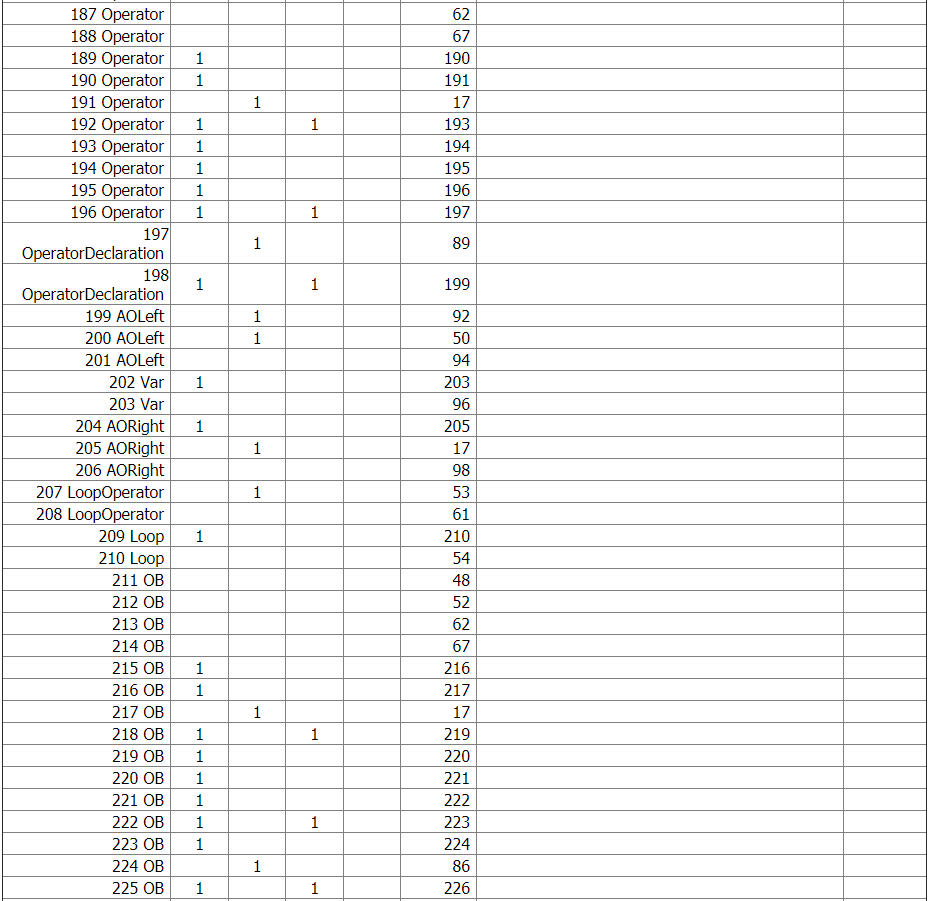 187 Operator 62
188 Operator 67
189 Operator 1 190
190 Operator 1 191
191 Operator 1 17
192 Operator 1 1 193
193 Operator 1 194
194 Operator 1 195
195 Operator 1 196
196 Operator 1 1 197
197
OperatorDeclaration 1 89
198
OperatorDeclaration 1 1 199
199 AOLeft 1 92
200 AOLeft 1 50
201 AOLeft 94
202 Var 1 203
203 Var 96
204 AORight 1 205
205 AORight 1 17
206 AORight 98
207 LoopOperator 1 53
208 LoopOperator 61
209 Loop 1 210
210 Loop 54
211 OB 48
212 OB 52
213 OB 62
214 OB 67
215 OB 1 216
216 OB 1 217
217 OB 1 17
218 OB 1 1 219
219 OB 1 220
220 OB 1 221
221 OB 1 222
222 OB 1 1 223
223 OB 1 224
224 OB 1 86
225 OB 1 1 226